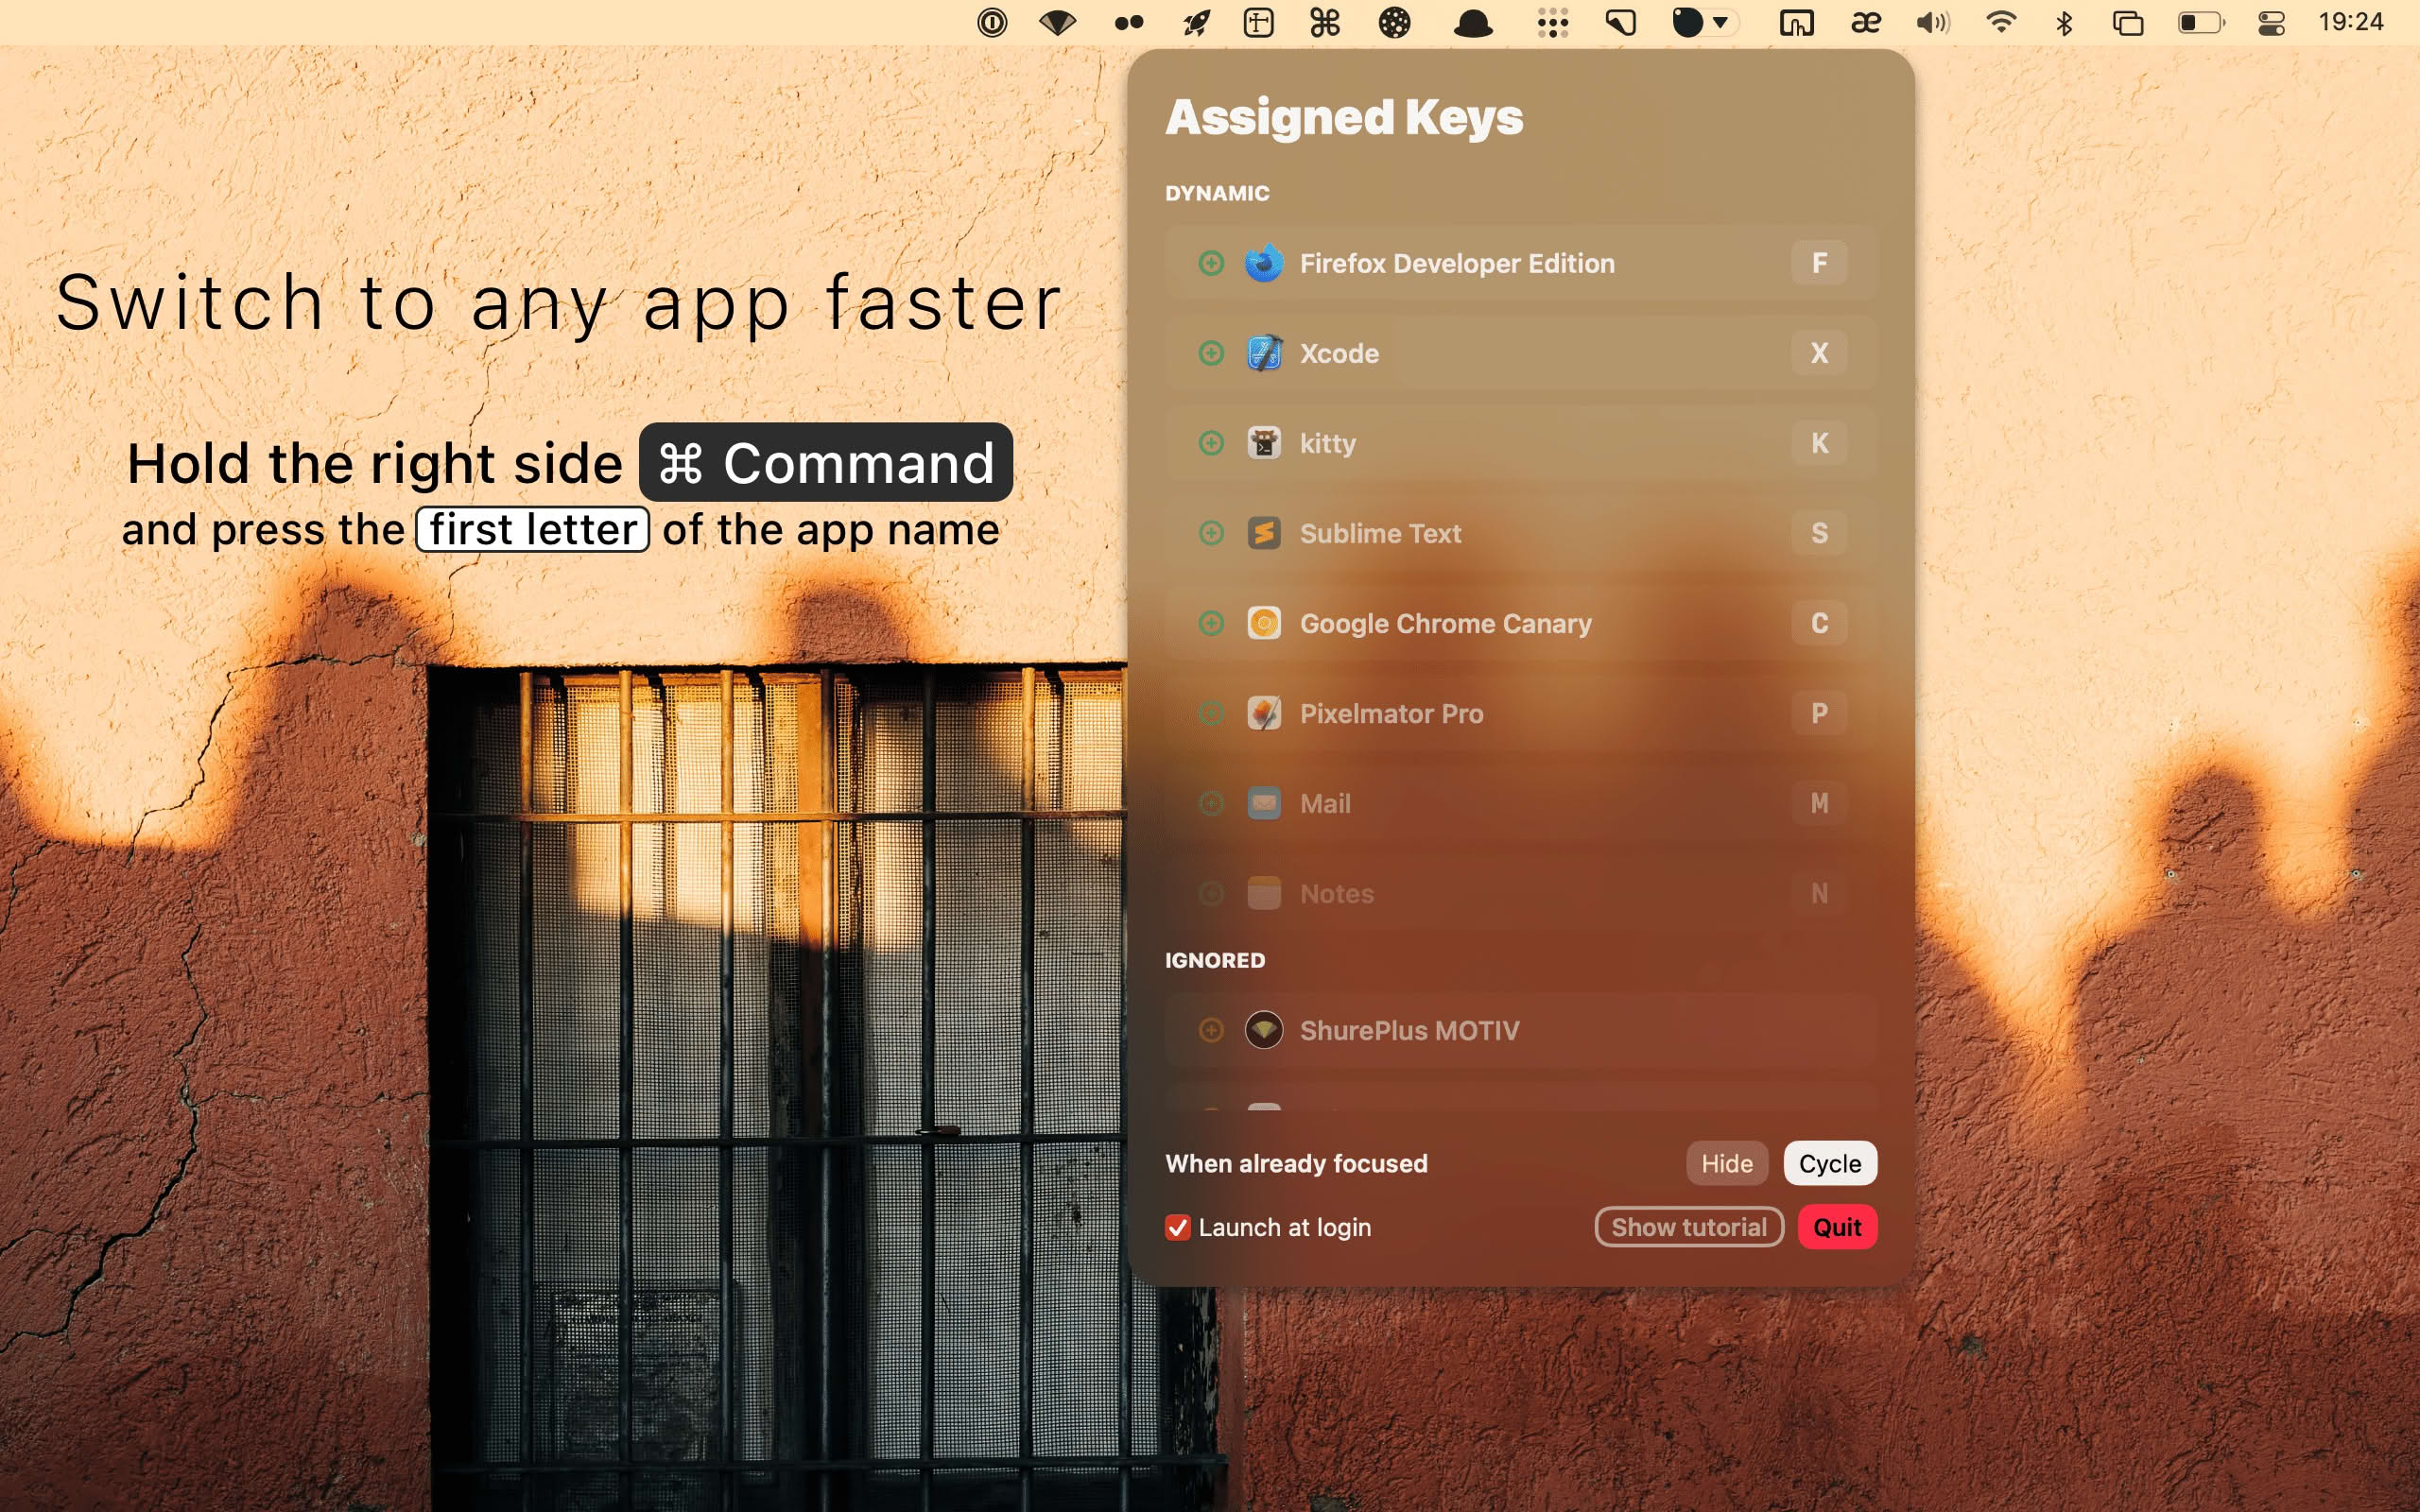 19:24
Switch to any app faster
Hold the right side ⌘ Command
and press the first letter of the app name
Assigned Keys
DYNAMIC
Firefox Developer Edition F
Xcode X
kitty K
Sublime Text S
Google Chrome Canary C
Pixelmator Pro P
Mail M
Notes N
IGNORED
ShurePlus MOTIV
When already focused Hide Cycle
Launch at login Show tutorial Quit